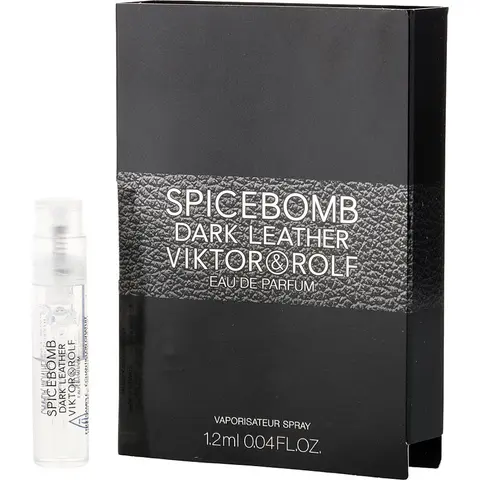 SPICEBOMB
DARK LEATHER
VIKTOR&ROLF
EAU DE PARFUM
VAPORISATEUR SPRAY
1.2ml 0.04FL.OZ.
SPICEBOMB
DARK LEATHER
VIKTOR&ROLF